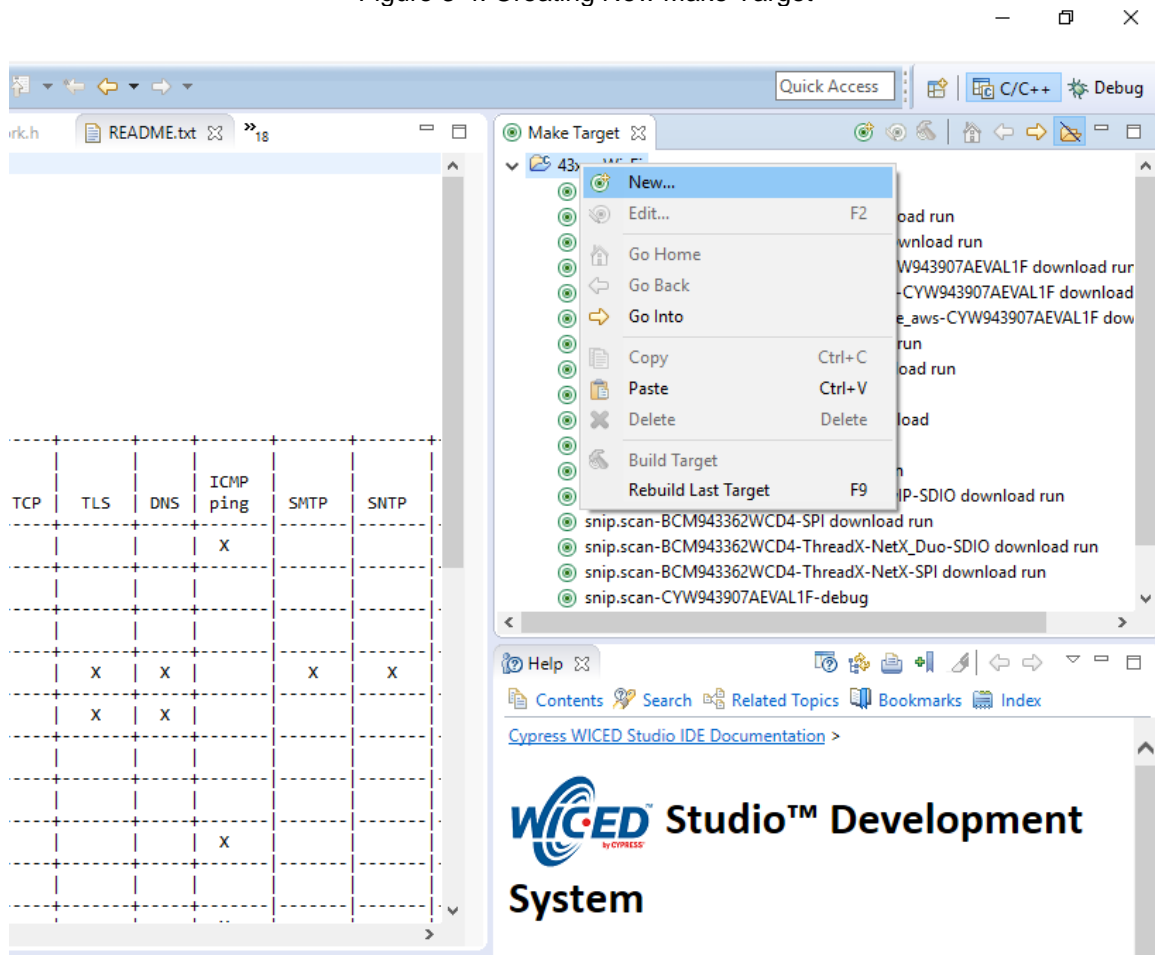 Quick Access
C/C++
Debug
rk.h
README.txt
18
Make Target
43x
New...
Edit... F2
oad run
wnload run
Go Home
W943907AEVAL1F download run
Go Back
-CYW943907AEVAL1F download
Go Into
e_aws-CYW943907AEVAL1F dow
run
Copy Ctrl+C
oad run
Paste Ctrl+V
Delete Delete
load
Build Target
Rebuild Last Target F9
IP-SDIO download run
snip.scan-BCM943362WCD4-SPI download run
snip.scan-BCM943362WCD4-ThreadX-NetX_Duo-SDIO download run
snip.scan-BCM943362WCD4-ThreadX-NetX-SPI download run
snip.scan-CYW943907AEVAL1F-debug
ICMP
TCP | TLS | DNS | ping | SMTP | SNTP
X
X X X X
X X
X
Help
Contents Search Related Topics Bookmarks Index
Cypress WICED Studio IDE Documentation >
WICED™ Studio™ Development
by CYPRESS
System